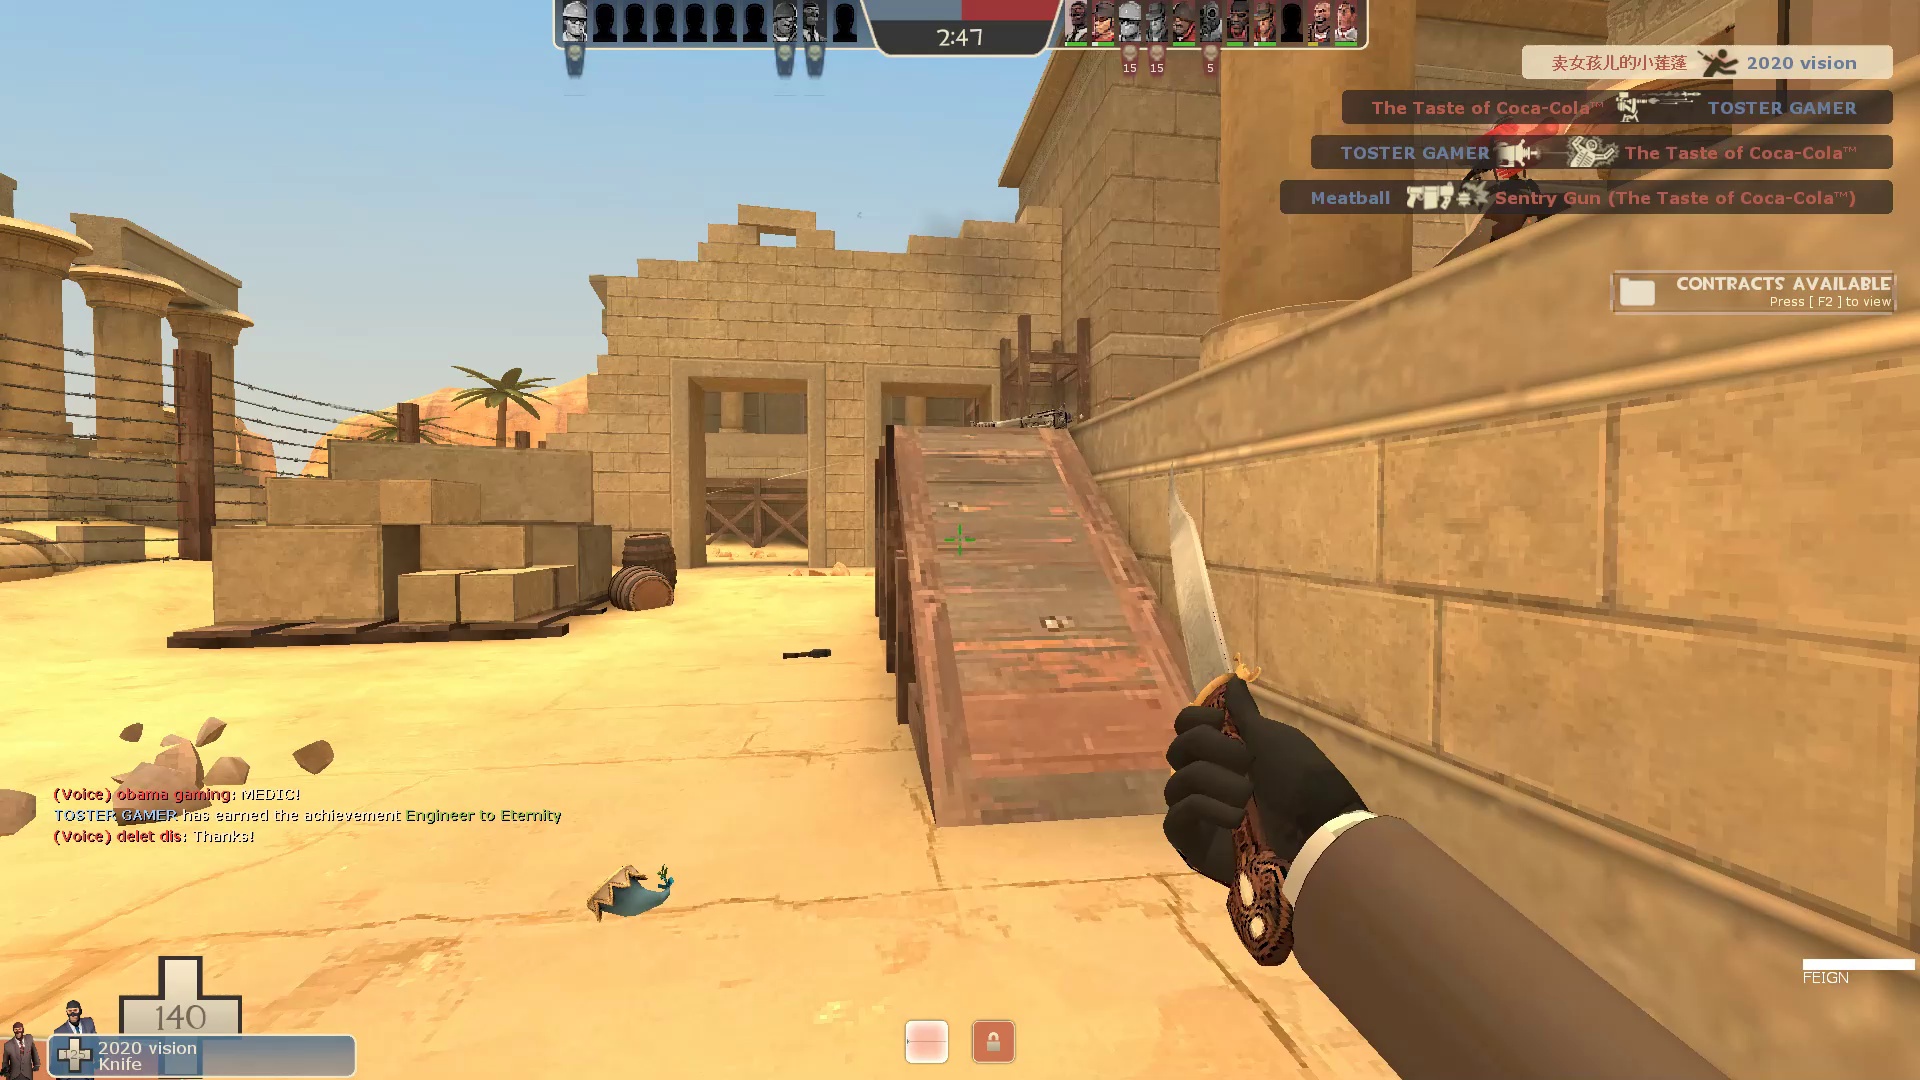 2:47
15 15 5
卖女孩儿的小莲蓬 2020 vision
The Taste of Coca-Cola™ TOSTER GAMER
TOSTER GAMER The Taste of Coca-Cola™
Meatball Sentry Gun (The Taste of Coca-Cola™)
CONTRACTS AVAILABLE
Press [ F2 ] to view
(Voice) obama gaming: MEDIC!
TOSTER GAMER has earned the achievement Engineer to Eternity
(Voice) delet dis: Thanks!
FEIGN
140
125
2020 vision
Knife